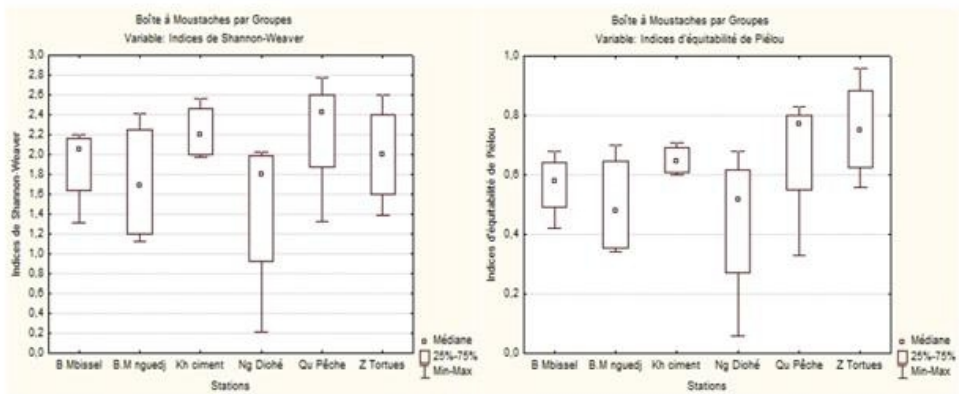 Boîte à Moustaches par Groupes
Variable: Indices de Shannon-Weaver
Indices de Shannon-Weaver
3,0
2,8
2,6
2,4
2,2
2,0
1,8
1,6
1,4
1,2
1,0
0,8
0,6
0,4
0,2
0,0
B Mbissel B.M nguedj Kh ciment Ng Diohé Qu Pêche Z Tortues
Stations
Médiane
25%-75%
Min-Max
Boîte à Moustaches par Groupes
Variable: Indices d'équitabilité de Piélou
Indices d'équitabilité de Piélou
1,0
0,8
0,6
0,4
0,2
0,0
B Mbissel B.M nguedj Kh ciment Ng Diohé Qu Pêche Z Tortues
Stations
Médiane
25%-75%
Min-Max